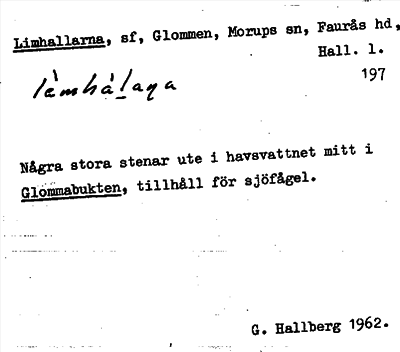 Limhallarna, sf, Glommen, Morups sn, Faurås hd,
Hall. l.
197
Några stora stenar ute i havsvattnet mitt i
Glommabukten, tillhåll för sjöfågel.
G. Hallberg 1962.